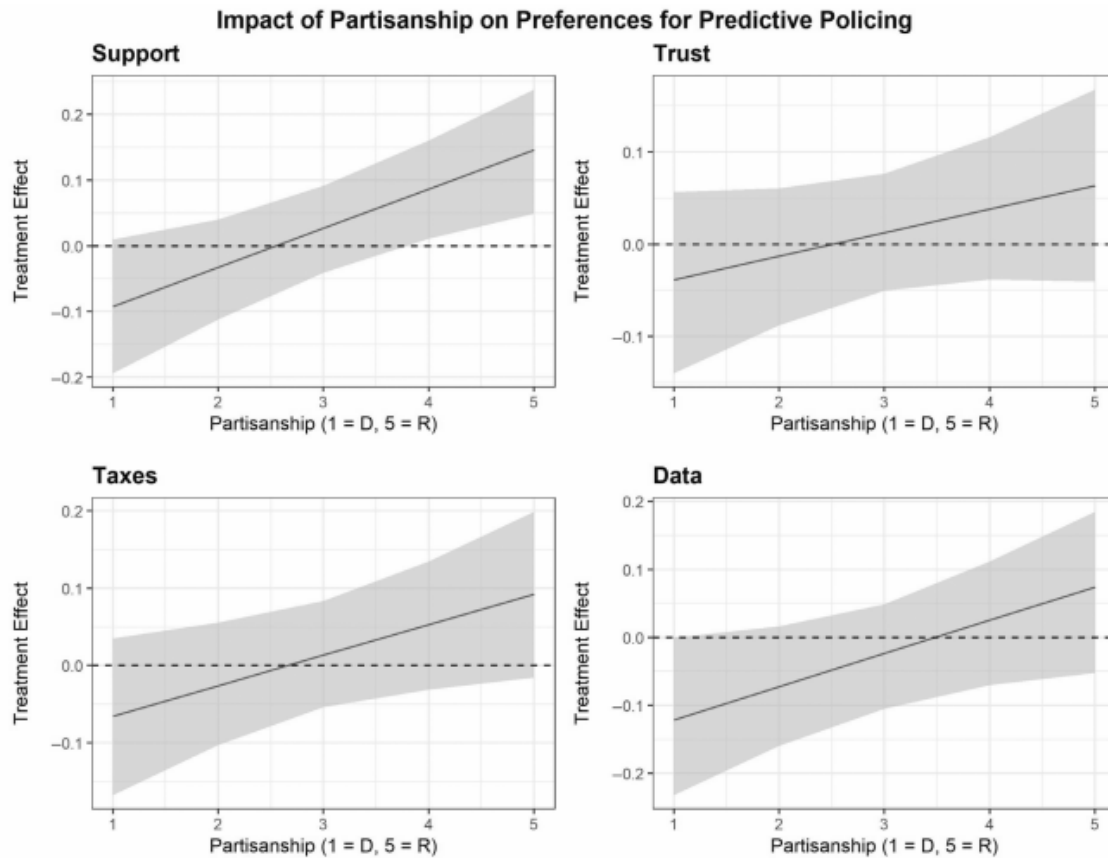 Impact of Partisanship on Preferences for Predictive Policing
Support
Treatment Effect
0.2
0.1
0.0
−0.1
−0.2
1 2 3 4 5
Partisanship (1 = D, 5 = R)
Trust
Treatment Effect
0.1
0.0
−0.1
1 2 3 4 5
Partisanship (1 = D, 5 = R)
Taxes
Treatment Effect
0.2
0.1
0.0
−0.1
1 2 3 4 5
Partisanship (1 = D, 5 = R)
Data
Treatment Effect
0.2
0.1
0.0
−0.1
−0.2
1 2 3 4 5
Partisanship (1 = D, 5 = R)